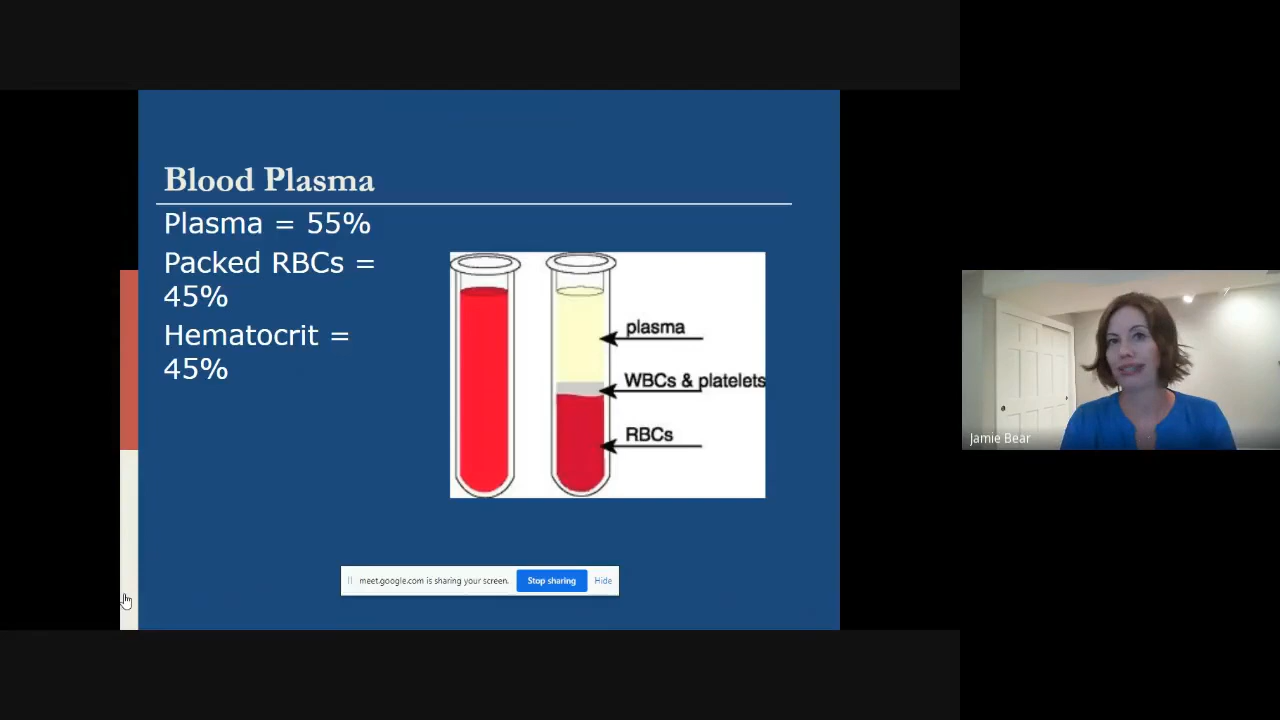 Blood Plasma
Plasma = 55%
Packed RBCs =
45%
Hematocrit =
45%
plasma
WBCs & platelets
RBCs
meet.google.com is sharing your screen.
Stop sharing
Hide
Jamie Bear